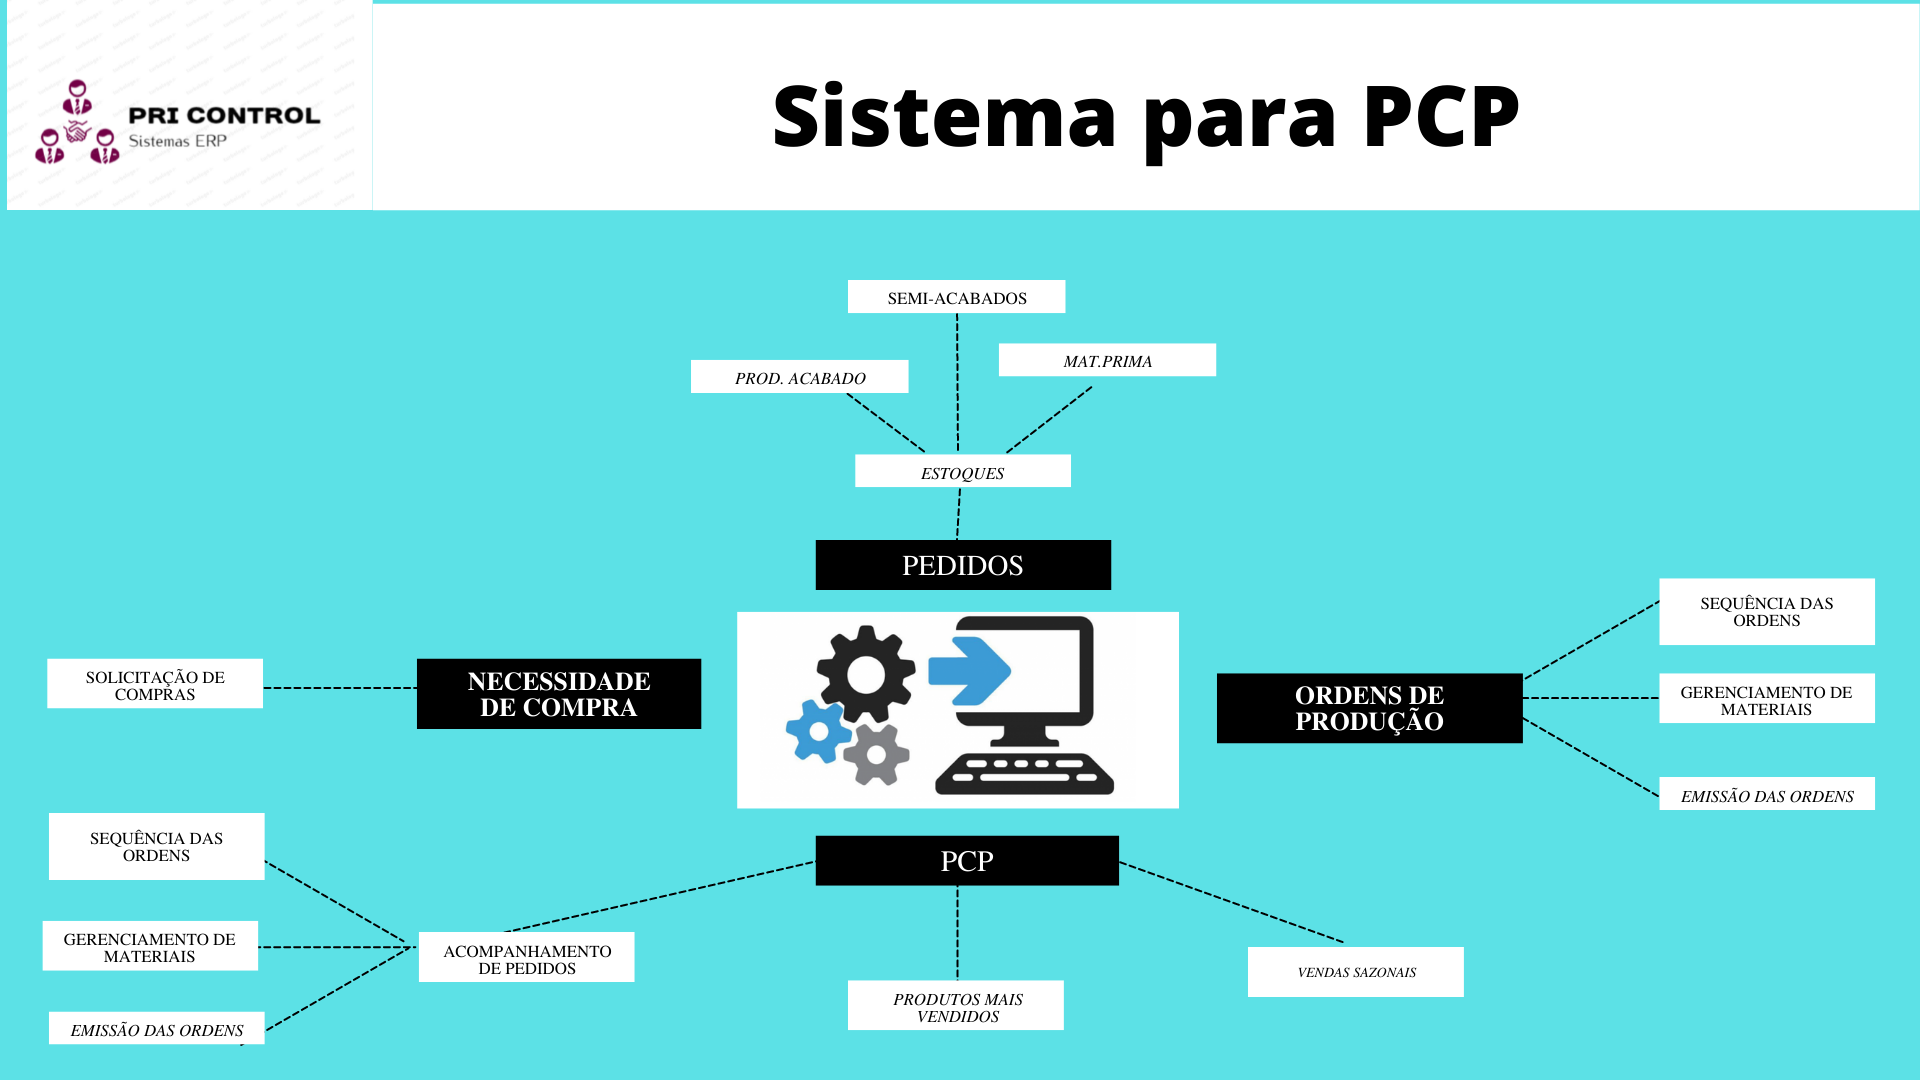 PRI CONTROL
Sistemas ERP
Sistema para PCP
SEMI-ACABADOS
MAT.PRIMA
PROD. ACABADO
ESTOQUES
PEDIDOS
SOLICITAÇÃO DE
COMPRAS
NECESSIDADE
DE COMPRA
ORDENS DE
PRODUÇÃO
SEQUÊNCIA DAS
ORDENS
GERENCIAMENTO DE
MATERIAIS
EMISSÃO DAS ORDENS
PCP
SEQUÊNCIA DAS
ORDENS
GERENCIAMENTO DE
MATERIAIS
EMISSÃO DAS ORDENS
ACOMPANHAMENTO
DE PEDIDOS
PRODUTOS MAIS
VENDIDOS
VENDAS SAZONAIS